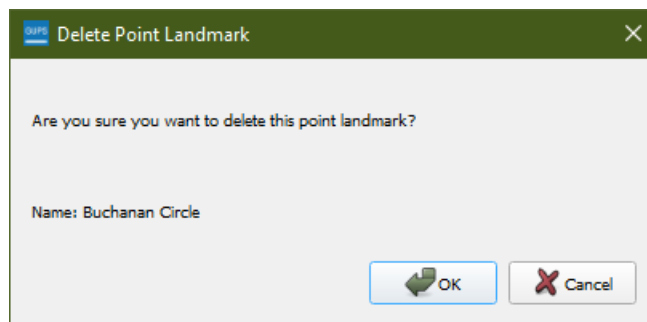 GUPS Delete Point Landmark
Are you sure you want to delete this point landmark?
Name: Buchanan Circle
OK Cancel